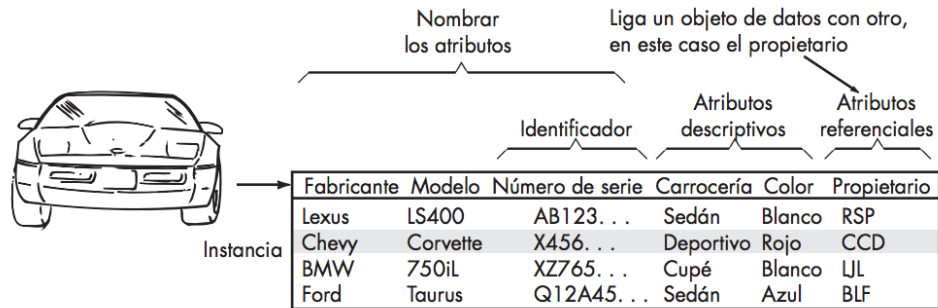 Nombrar
los atributos
Liga un objeto de datos con otro,
en este caso el propietario
Identificador
Atributos
descriptivos
Atributos
referenciales
Instancia
Fabricante Modelo Número de serie Carrocería Color Propietario
Lexus LS400 AB123. . . Sedán Blanco RSP
Chevy Corvette X456. . . Deportivo Rojo CCD
BMW 750iL XZ765. . . Cupé Blanco LJL
Ford Taurus Q12A45. . . Sedán Azul BLF